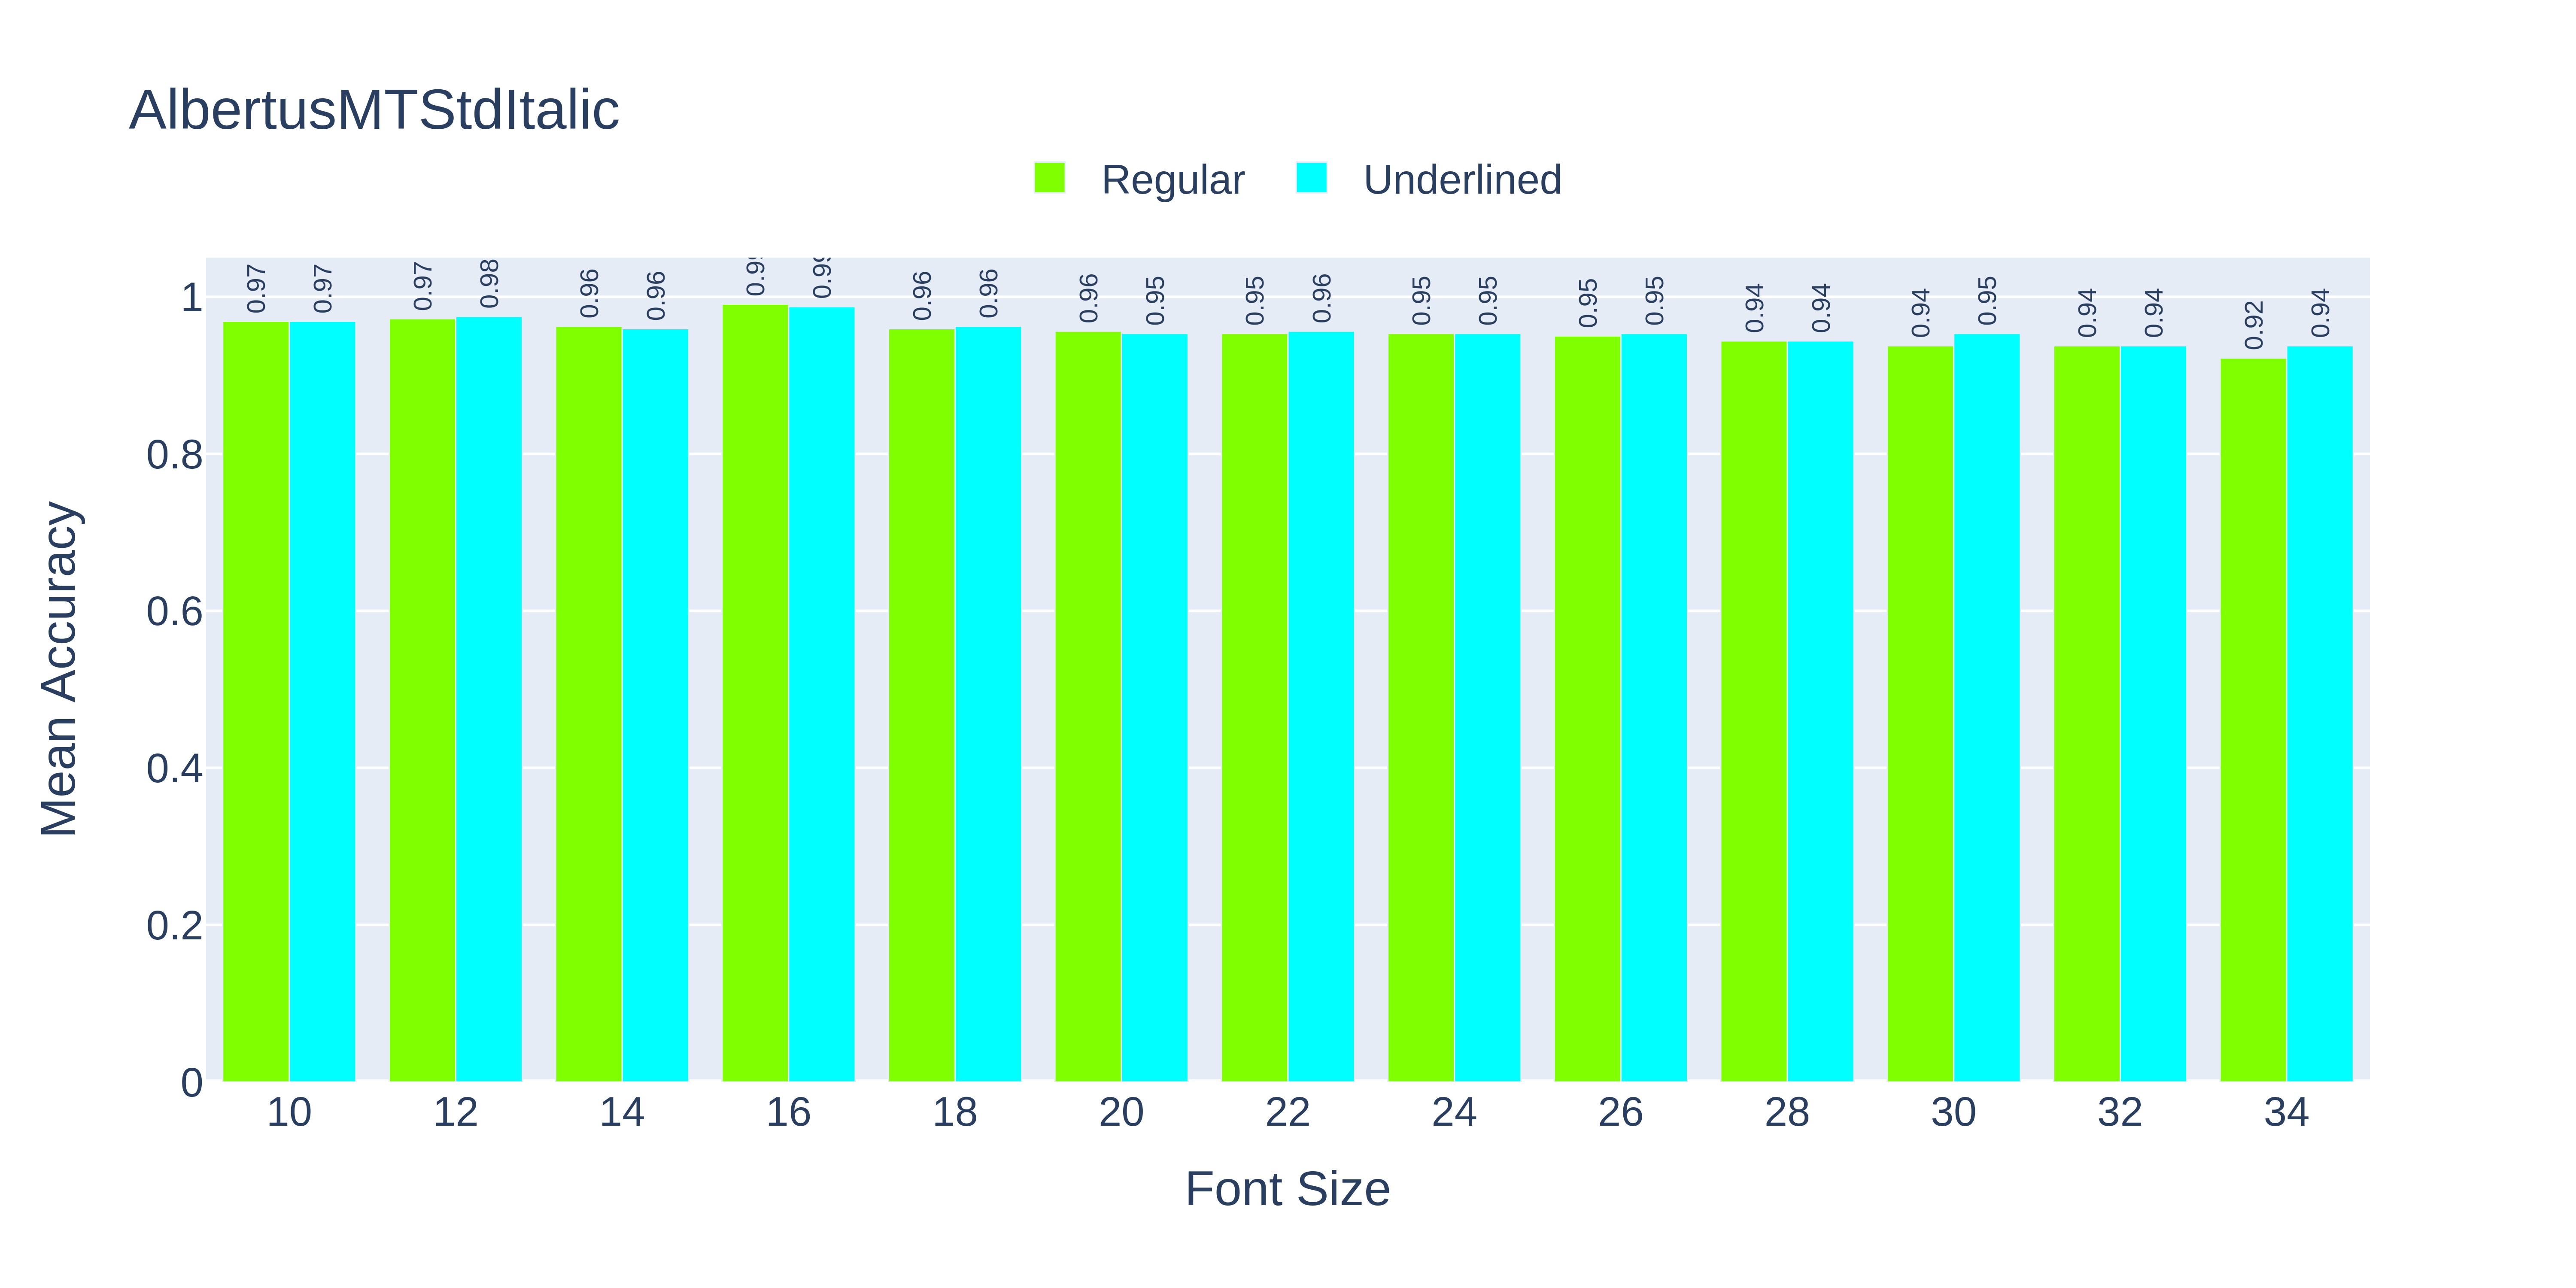 AlbertusMTStdItalic
Regular Underlined
0.97 0.97 0.97 0.98 0.96 0.96 0.99 0.99 0.96 0.96 0.96 0.95 0.95 0.96 0.95 0.95 0.95 0.95 0.94 0.94 0.94 0.95 0.94 0.94 0.92 0.94
1
0.8
0.6
0.4
0.2
0
Mean Accuracy
10 12 14 16 18 20 22 24 26 28 30 32 34
Font Size